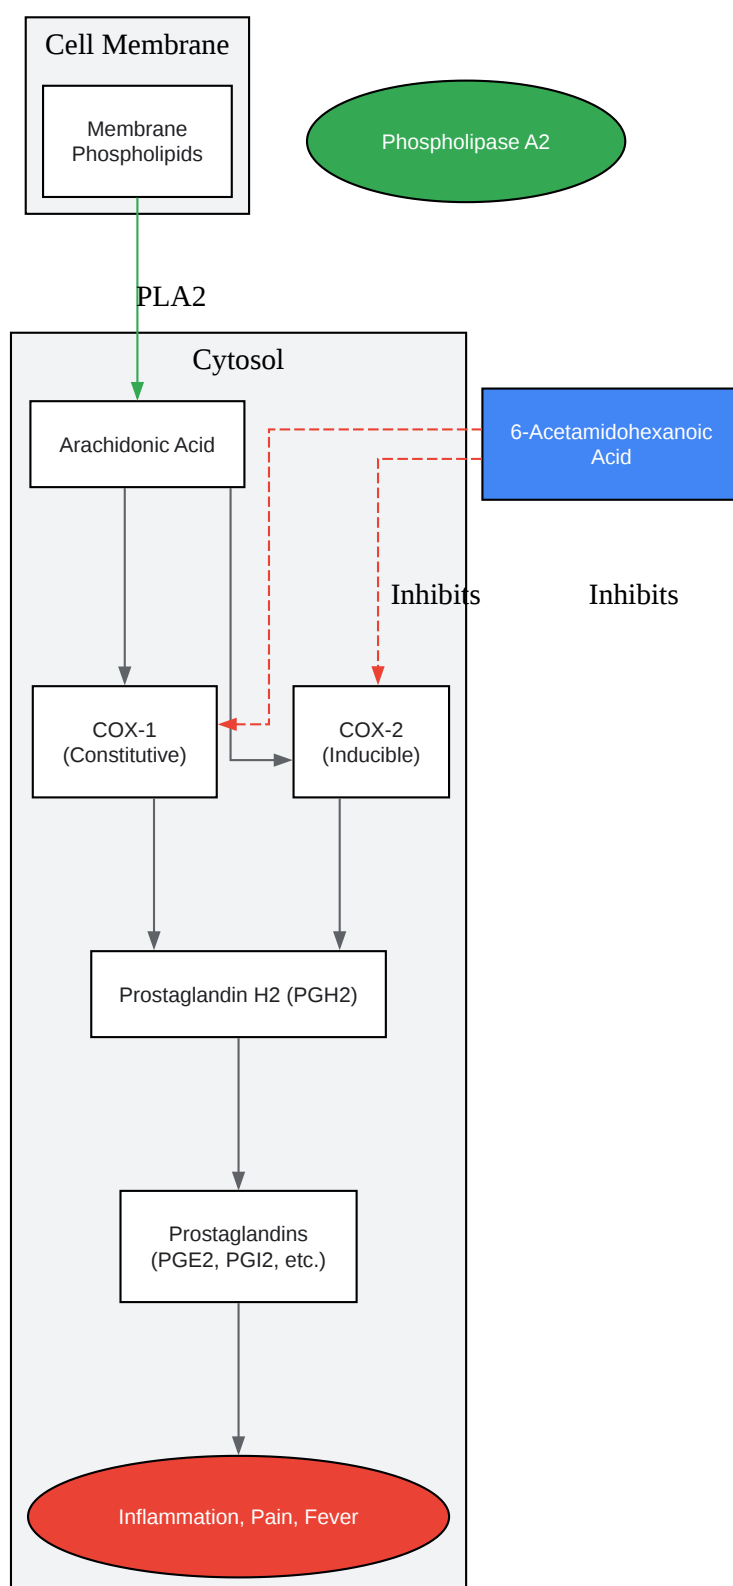 Cell Membrane
Membrane
Phospholipids
Phospholipase A2
PLA2
Cytosol
Arachidonic Acid
6-Acetamidohexanoic
Acid
Inhibits
Inhibits
COX-1
(Constitutive)
COX-2
(Inducible)
Prostaglandin H2 (PGH2)
Prostaglandins
(PGE2, PGI2, etc.)
Inflammation, Pain, Fever